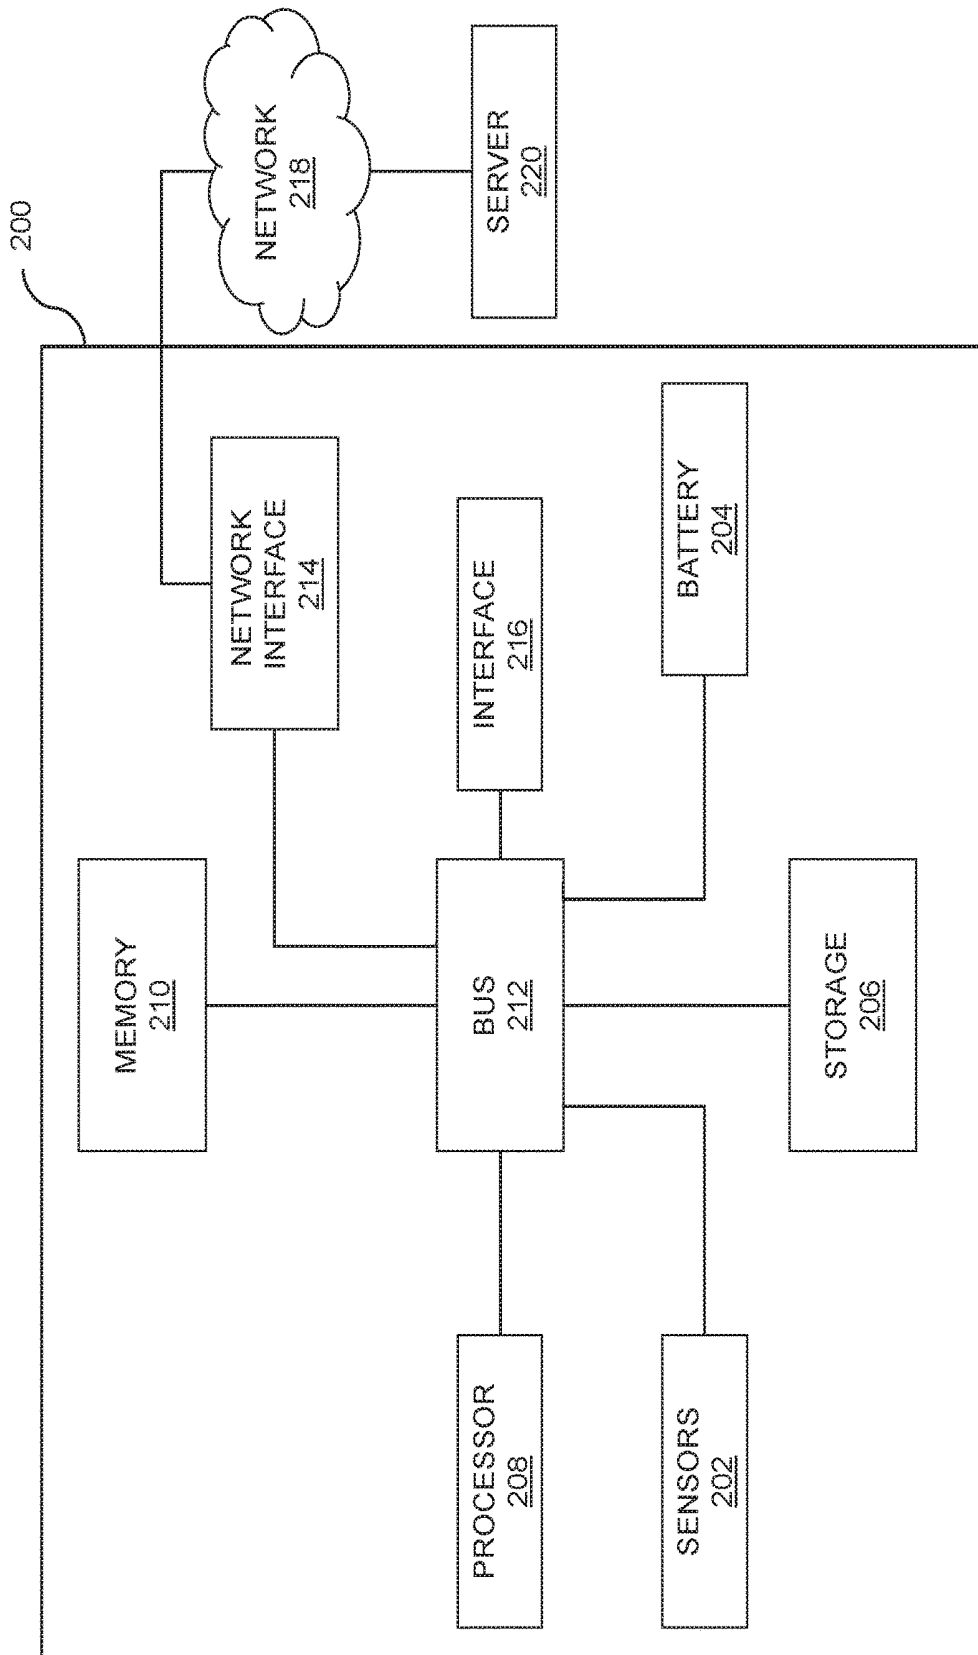 200
MEMORY
210
NETWORK
INTERFACE
214
NETWORK
218
PROCESSOR
208
BUS
212
INTERFACE
216
SERVER
220
SENSORS
202
BATTERY
204
STORAGE
206